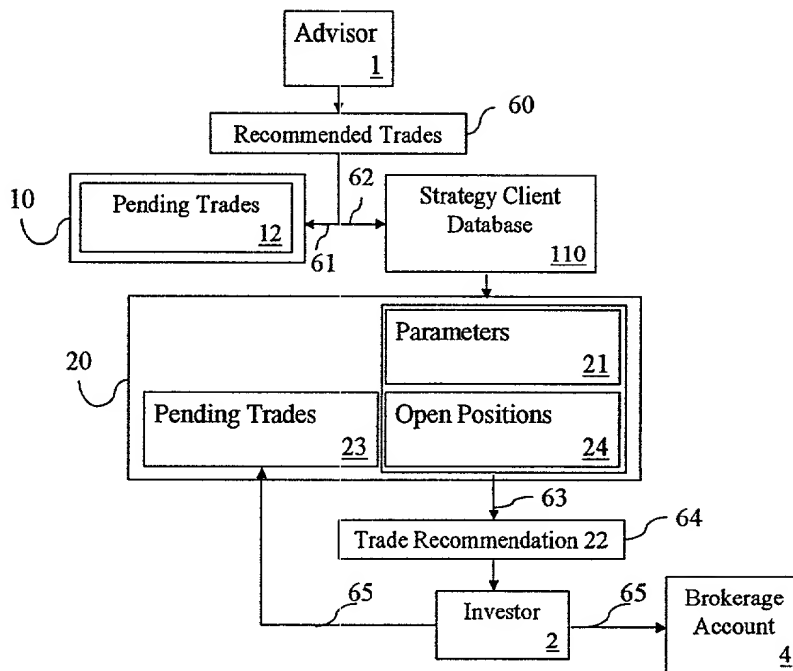 Advisor
1
60
Recommended Trades
62
10
Pending Trades
12
61
Strategy Client
Database
110
20
Parameters
21
Pending Trades
23
Open Positions
24
63
64
Trade Recommendation 22
65
Investor
2
65
Brokerage
Account
4